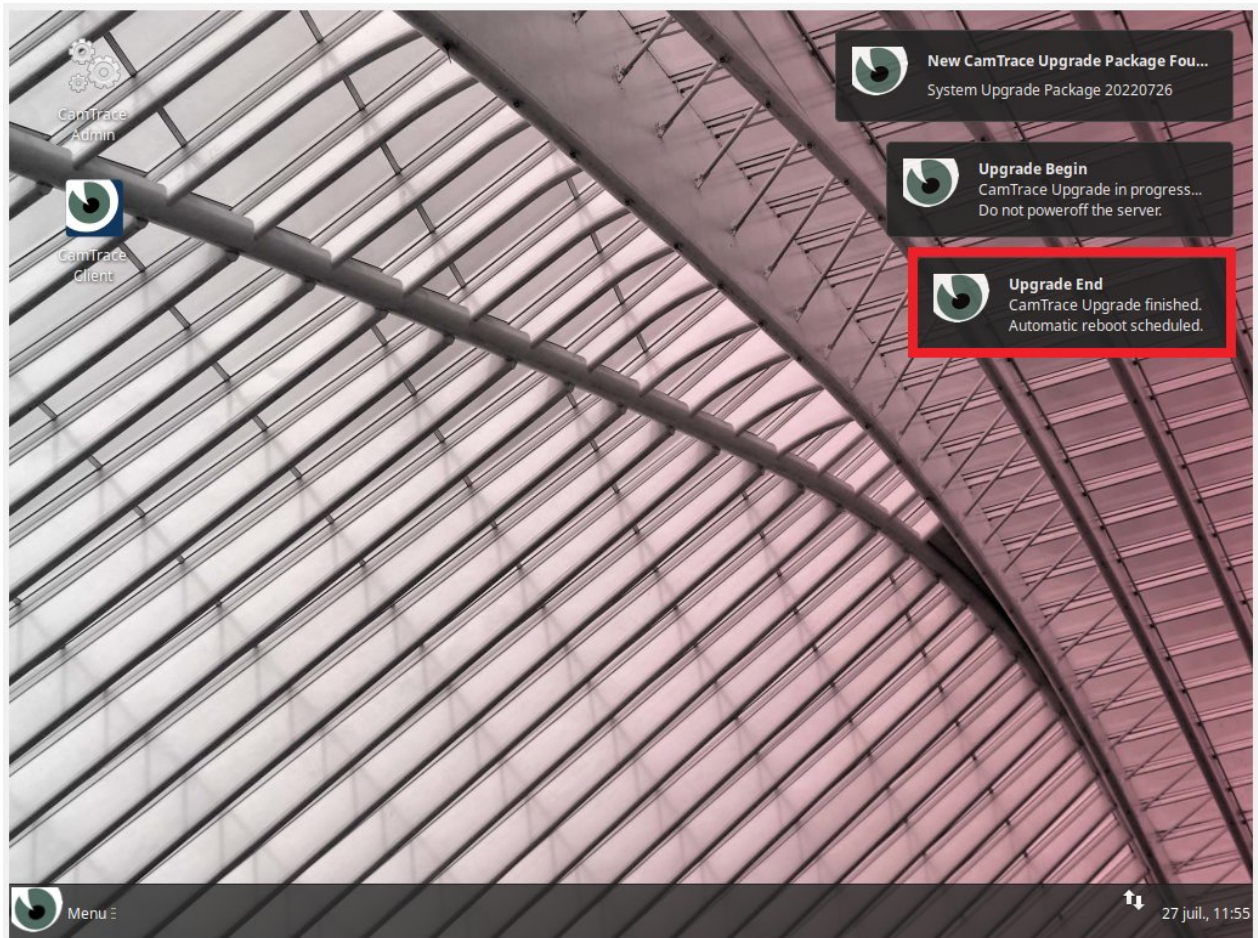 CamTrace
Admin
CamTrace
Client
New CamTrace Upgrade Package Fou...
System Upgrade Package 20220726
Upgrade Begin
CamTrace Upgrade in progress...
Do not poweroff the server.
Upgrade End
CamTrace Upgrade finished.
Automatic reboot scheduled.
Menu
27 juil., 11:55